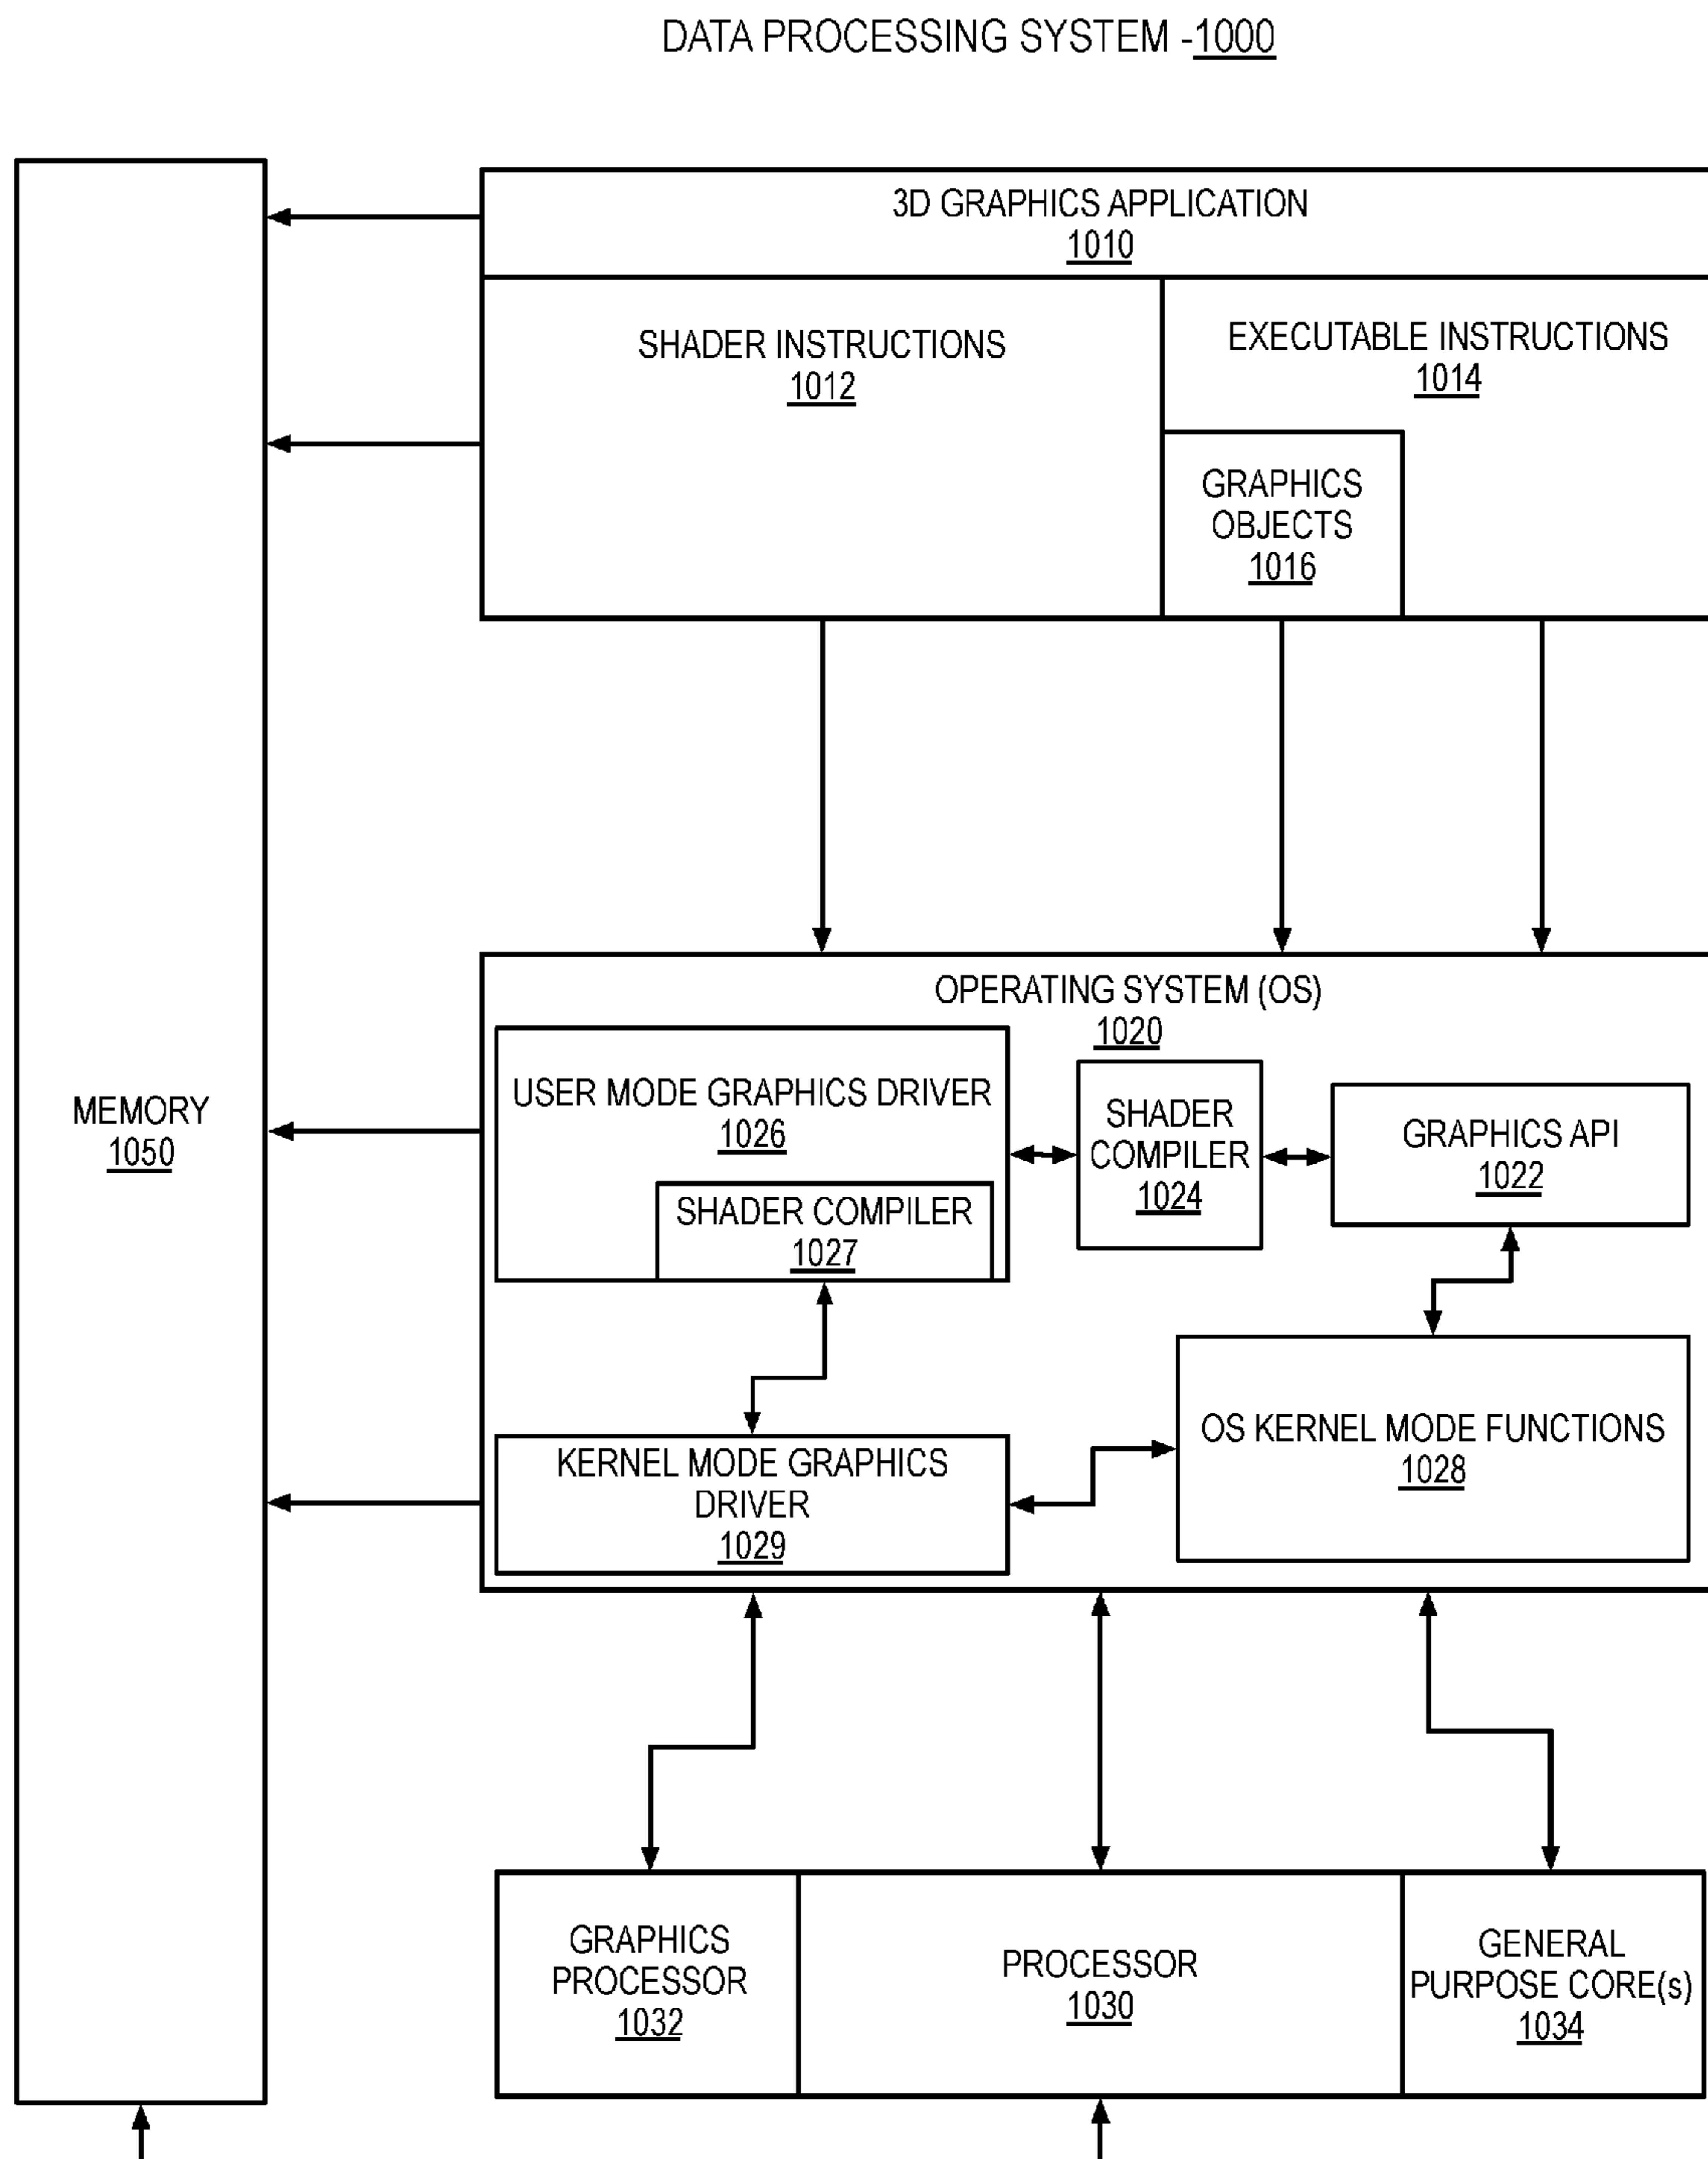 DATA PROCESSING SYSTEM -1000
3D GRAPHICS APPLICATION
1010
SHADER INSTRUCTIONS
1012
EXECUTABLE INSTRUCTIONS
1014
GRAPHICS
OBJECTS
1016
MEMORY
1050
OPERATING SYSTEM (OS)
1020
USER MODE GRAPHICS DRIVER
1026
SHADER COMPILER
1027
SHADER
COMPILER
1024
GRAPHICS API
1022
KERNEL MODE GRAPHICS
DRIVER
1029
OS KERNEL MODE FUNCTIONS
1028
GRAPHICS
PROCESSOR
1032
PROCESSOR
1030
GENERAL
PURPOSE CORE(s)
1034